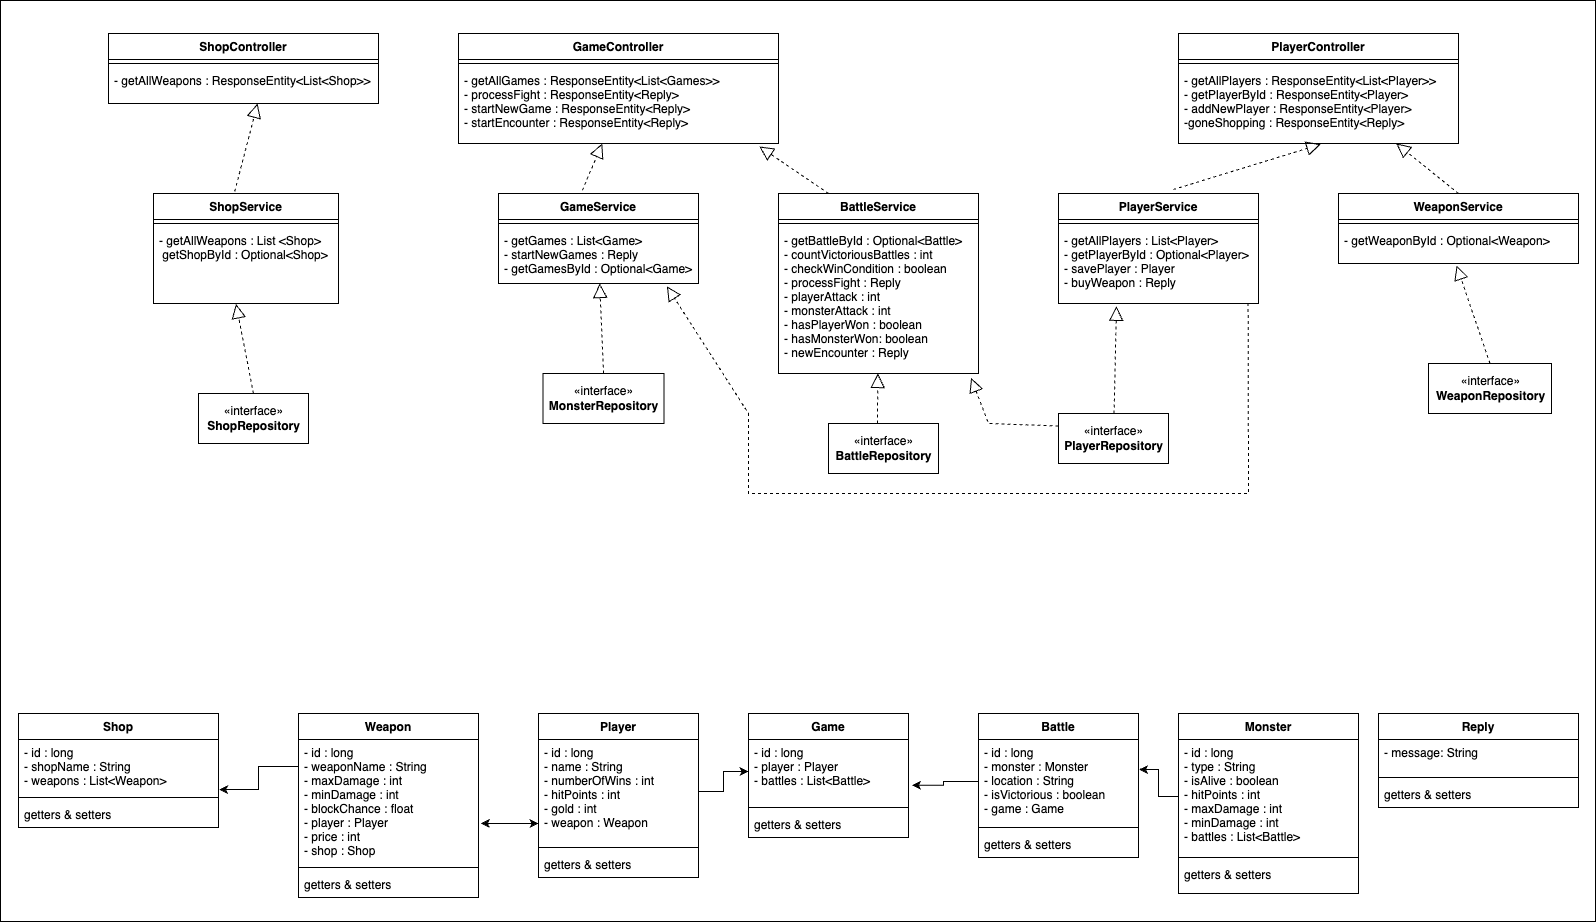 ShopController
- getAllWeapons : ResponseEntity<List<Shop>>
GameController
- getAllGames : ResponseEntity<List<Games>>
- processFight : ResponseEntity<Reply>
- startNewGame : ResponseEntity<Reply>
- startEncounter : ResponseEntity<Reply>
PlayerController
- getAllPlayers : ResponseEntity<List<Player>>
- getPlayerById : ResponseEntity<Player>
- addNewPlayer : ResponseEntity<Player>
-goneShopping : ResponseEntity<Reply>
ShopService
- getAllWeapons : List <Shop>
getShopById : Optional<Shop>
GameService
- getGames : List<Game>
- startNewGames : Reply
- getGamesById : Optional<Game>
BattleService
- getBattleById : Optional<Battle>
- countVictoriousBattles : int
- checkWinCondition : boolean
- processFight : Reply
- playerAttack : int
- monsterAttack : int
- hasPlayerWon : boolean
- hasMonsterWon: boolean
- newEncounter : Reply
PlayerService
- getAllPlayers : List<Player>
- getPlayerById : Optional<Player>
- savePlayer : Player
- buyWeapon : Reply
WeaponService
- getWeaponById : Optional<Weapon>
«interface»
ShopRepository
«interface»
MonsterRepository
«interface»
BattleRepository
«interface»
PlayerRepository
«interface»
WeaponRepository
Shop
- id : long
- shopName : String
- weapons : List<Weapon>
getters & setters
Weapon
- id : long
- weaponName : String
- maxDamage : int
- minDamage : int
- blockChance : float
- player : Player
- price : int
- shop : Shop
getters & setters
Player
- id : long
- name : String
- numberOfWins : int
- hitPoints : int
- gold : int
- weapon : Weapon
getters & setters
Game
- id : long
- player : Player
- battles : List<Battle>
getters & setters
Battle
- id : long
- monster : Monster
- location : String
- isVictorious : boolean
- game : Game
getters & setters
Monster
- id : long
- type : String
- isAlive : boolean
- hitPoints : int
- maxDamage : int
- minDamage : int
- battles : List<Battle>
getters & setters
Reply
- message: String
getters & setters